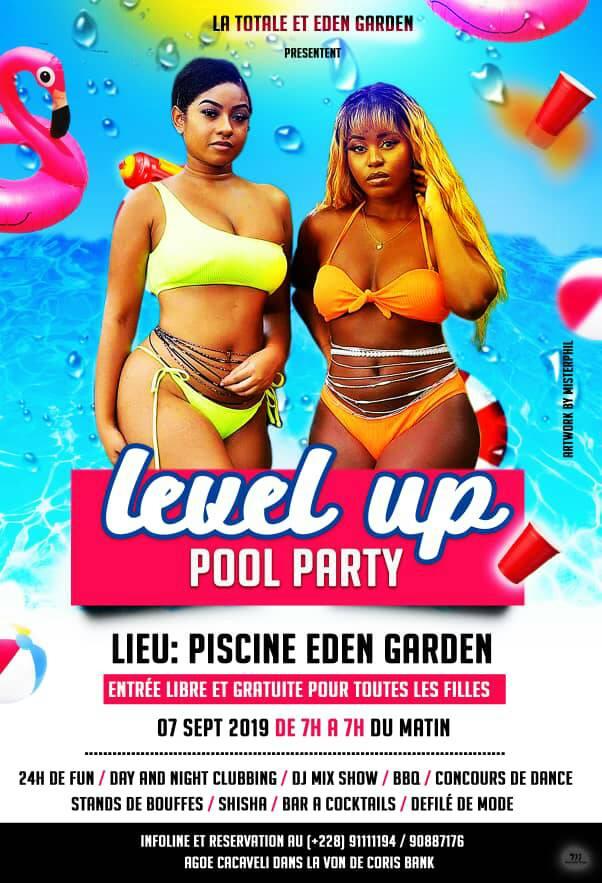 LA TOTALE ET EDEN GARDEN
PRESENTENT
ARTWORK BY MISTERPHIL
level up
POOL PARTY
LIEU: PISCINE EDEN GARDEN
ENTRÉE LIBRE ET GRATUITE POUR TOUTES LES FILLES
07 SEPT 2019 DE 7H A 7H DU MATIN
24H DE FUN / DAY AND NIGHT CLUBBING / DJ MIX SHOW / BBQ / CONCOURS DE DANCE
STANDS DE BOUFFES / SHISHA / BAR A COCKTAILS / DEFILÉ DE MODE
INFOLINE ET RESERVATION AU (+228) 91111194 / 90887176
AGOE CACAVELI DANS LA VON DE CORIS BANK